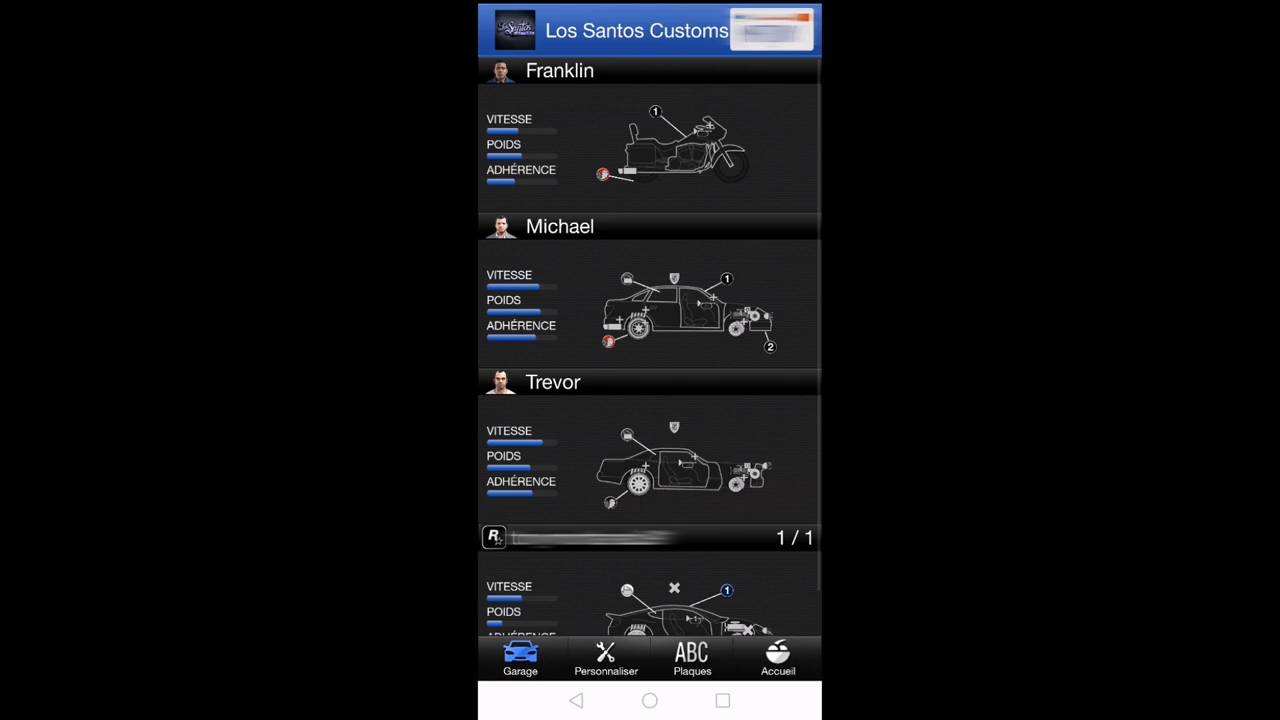 Los Santos Customs
Franklin
VITESSE
POIDS
ADHÉRENCE
1
Michael
VITESSE
POIDS
ADHÉRENCE
1
2
Trevor
VITESSE
POIDS
ADHÉRENCE
R
1 / 1
VITESSE
POIDS
ADHÉRENCE
1
Garage
Personnaliser
ABC
Plaques
Accueil